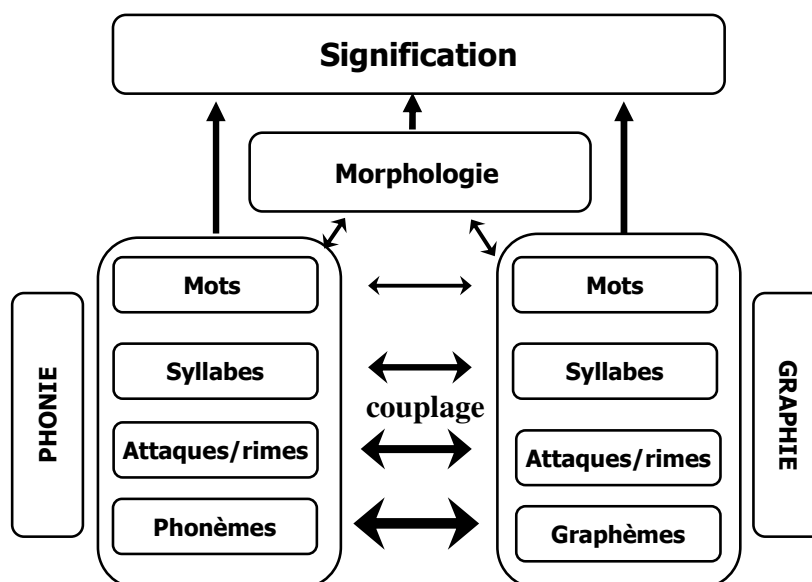 Signification
Morphologie
Mots
Mots
PHONIE
Syllabes
Syllabes
GRAPHIE
couplage
Attaques/rimes
Attaques/rimes
Phonèmes
Graphèmes